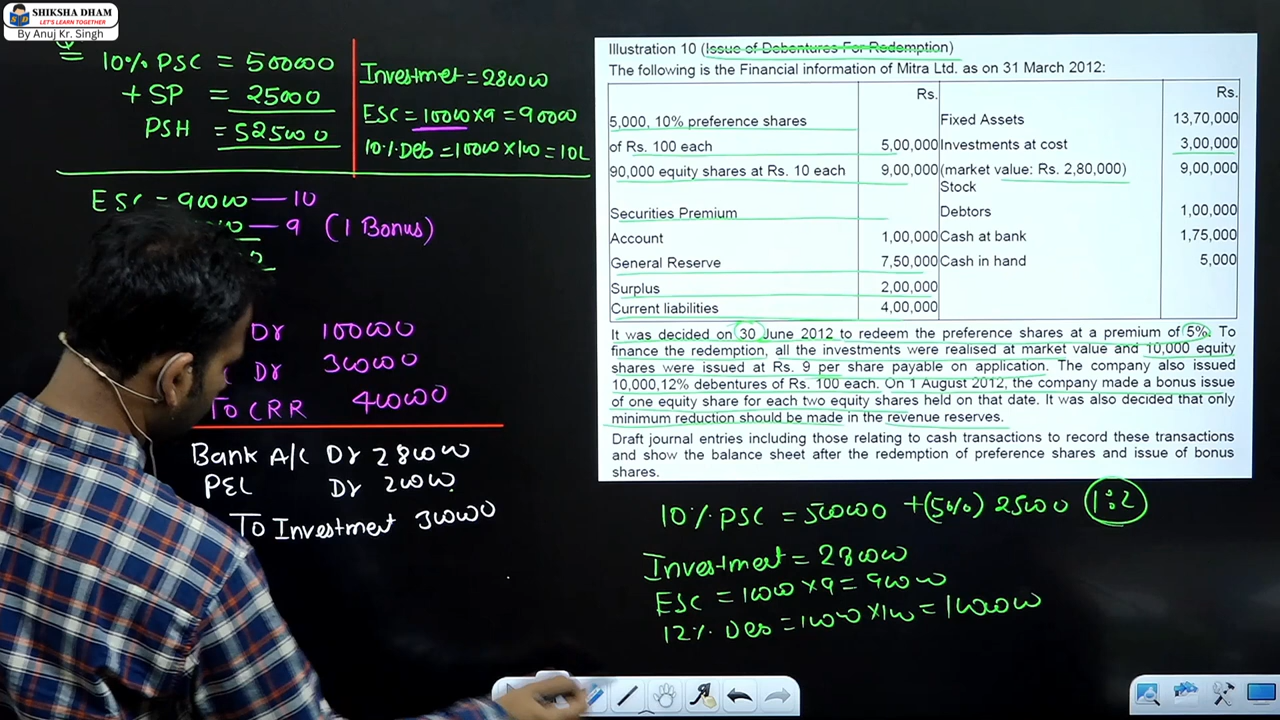 SHIKSHA DHAM
LET'S LEARN TOGETHER
By Anuj Kr. Singh
10% PSC = 500000
+ SP = 25000
PSH = 525000
Investmet = 280000
ESC = 10000 x 9 = 90000
10% Deb = 10000 x 100 = 10L
ESC = 90000 — 10
— 9 (1 Bonus)
Dr 100000
Dr 300000
To CRR 400000
Bank A/C Dr 280000
P&L Dr 20000
To Investment 300000
Illustration 10 (Issue of Debentures For Redemption)
The following is the Financial information of Mitra Ltd. as on 31 March 2012:
Rs. Rs.
5,000, 10% preference shares Fixed Assets 13,70,000
of Rs. 100 each 5,00,000 Investments at cost 3,00,000
90,000 equity shares at Rs. 10 each 9,00,000 (market value: Rs. 2,80,000) 9,00,000
Stock
Securities Premium Debtors 1,00,000
Account 1,00,000 Cash at bank 1,75,000
General Reserve 7,50,000 Cash in hand 5,000
Surplus 2,00,000
Current liabilities 4,00,000
It was decided on 30 June 2012 to redeem the preference shares at a premium of 5%. To
finance the redemption, all the investments were realised at market value and 10,000 equity
shares were issued at Rs. 9 per share payable on application. The company also issued
10,000,12% debentures of Rs. 100 each. On 1 August 2012, the company made a bonus issue
of one equity share for each two equity shares held on that date. It was also decided that only
minimum reduction should be made in the revenue reserves.
Draft journal entries including those relating to cash transactions to record these transactions
and show the balance sheet after the redemption of preference shares and issue of bonus
shares.
10% PSC = 500000 + (5%) 25000 1:2
Investment = 280000
ESC = 10000 x 9 = 90000
12% Deb = 10000 x 100 = 1000000